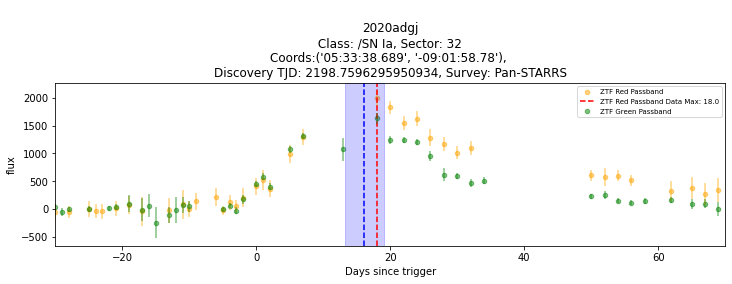 2020adgj
Class: /SN Ia, Sector: 32
Coords:('05:33:38.689', '-09:01:58.78'),
Discovery TJD: 2198.7596295950934, Survey: Pan-STARRS
ZTF Red Passband
ZTF Red Passband Data Max: 18.0
ZTF Green Passband
flux
2000
1500
1000
500
0
−500
−20 0 20 40 60
Days since trigger